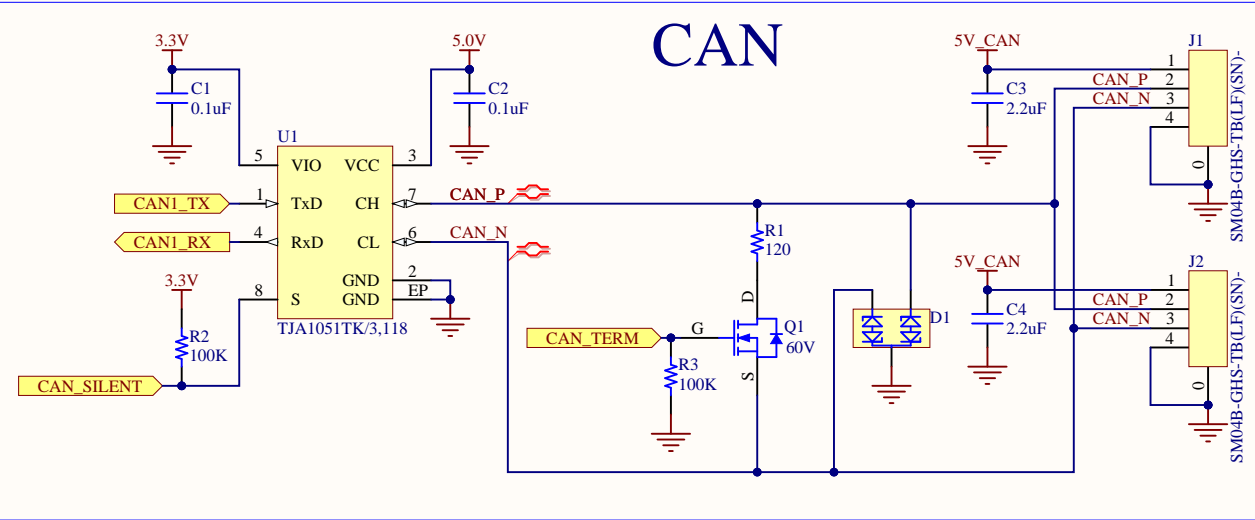 CAN
3.3V
C1
0.1uF
5.0V
C2
0.1uF
U1
5 VIO VCC 3
1 TxD CH 7
4 RxD CL 6
GND 2
8 S GND EP
TJA1051TK/3,118
CAN1_TX
CAN1_RX
3.3V
R2
100K
CAN_SILENT
CAN_P
CAN_N
R1
120
D
G
S
Q1
60V
CAN_TERM
R3
100K
D1
5V_CAN
C3
2.2uF
J1
1
CAN_P 2
CAN_N 3
4
0
SM04B-GHS-TB(LF)(SN)-
5V_CAN
C4
2.2uF
J2
1
CAN_P 2
CAN_N 3
4
0
SM04B-GHS-TB(LF)(SN)-